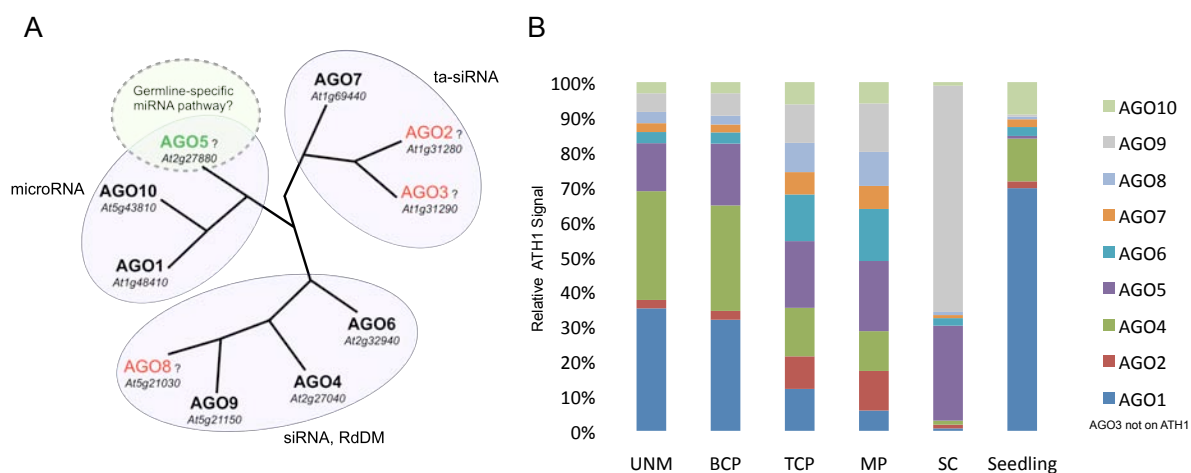 A
Germline-specific
miRNA pathway?
AGO5 ?
At2g27880
microRNA
AGO10
At5g43810
AGO1
At1g48410
AGO7
At1g69440
ta-siRNA
AGO2 ?
At1g31280
AGO3 ?
At1g31290
AGO6
At2g32940
AGO8 ?
At5g21030
AGO9
At5g21150
AGO4
At2g27040
siRNA, RdDM
B
Relative ATH1 Signal
100%
90%
80%
70%
60%
50%
40%
30%
20%
10%
0%
UNM BCP TCP MP SC Seedling
AGO10
AGO9
AGO8
AGO7
AGO6
AGO5
AGO4
AGO2
AGO1
AGO3 not on ATH1